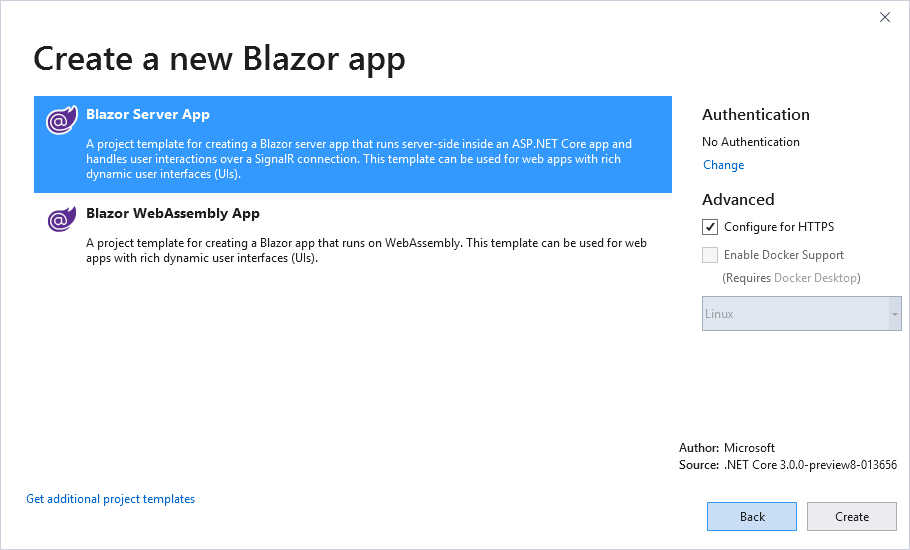 Create a new Blazor app
Blazor Server App
A project template for creating a Blazor server app that runs server-side inside an ASP.NET Core app and
handles user interactions over a SignalR connection. This template can be used for web apps with rich
dynamic user interfaces (UIs).
Blazor WebAssembly App
A project template for creating a Blazor app that runs on WebAssembly. This template can be used for web
apps with rich dynamic user interfaces (UIs).
Authentication
No Authentication
Change
Advanced
Configure for HTTPS
Enable Docker Support
(Requires Docker Desktop)
Linux
Author: Microsoft
Source: .NET Core 3.0.0-preview8-013656
Get additional project templates
Back
Create